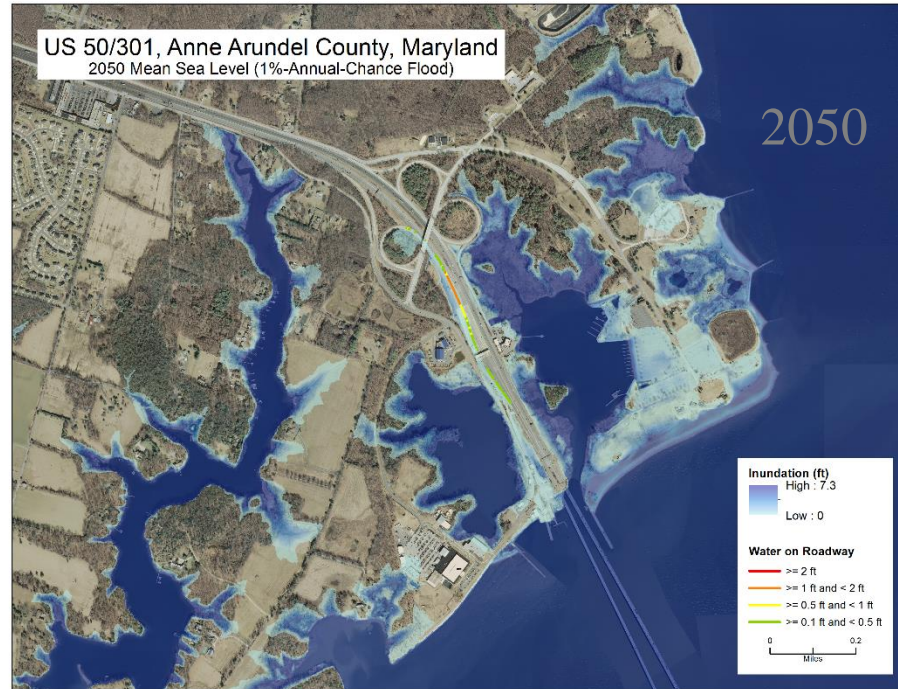 US 50/301, Anne Arundel County, Maryland
2050 Mean Sea Level (1%-Annual-Chance Flood)
2050
Inundation (ft)
High : 7.3
Low : 0
Water on Roadway
>= 2 ft
>= 1 ft and < 2 ft
>= 0.5 ft and < 1 ft
>= 0.1 ft and < 0.5 ft
0 0.2
Miles